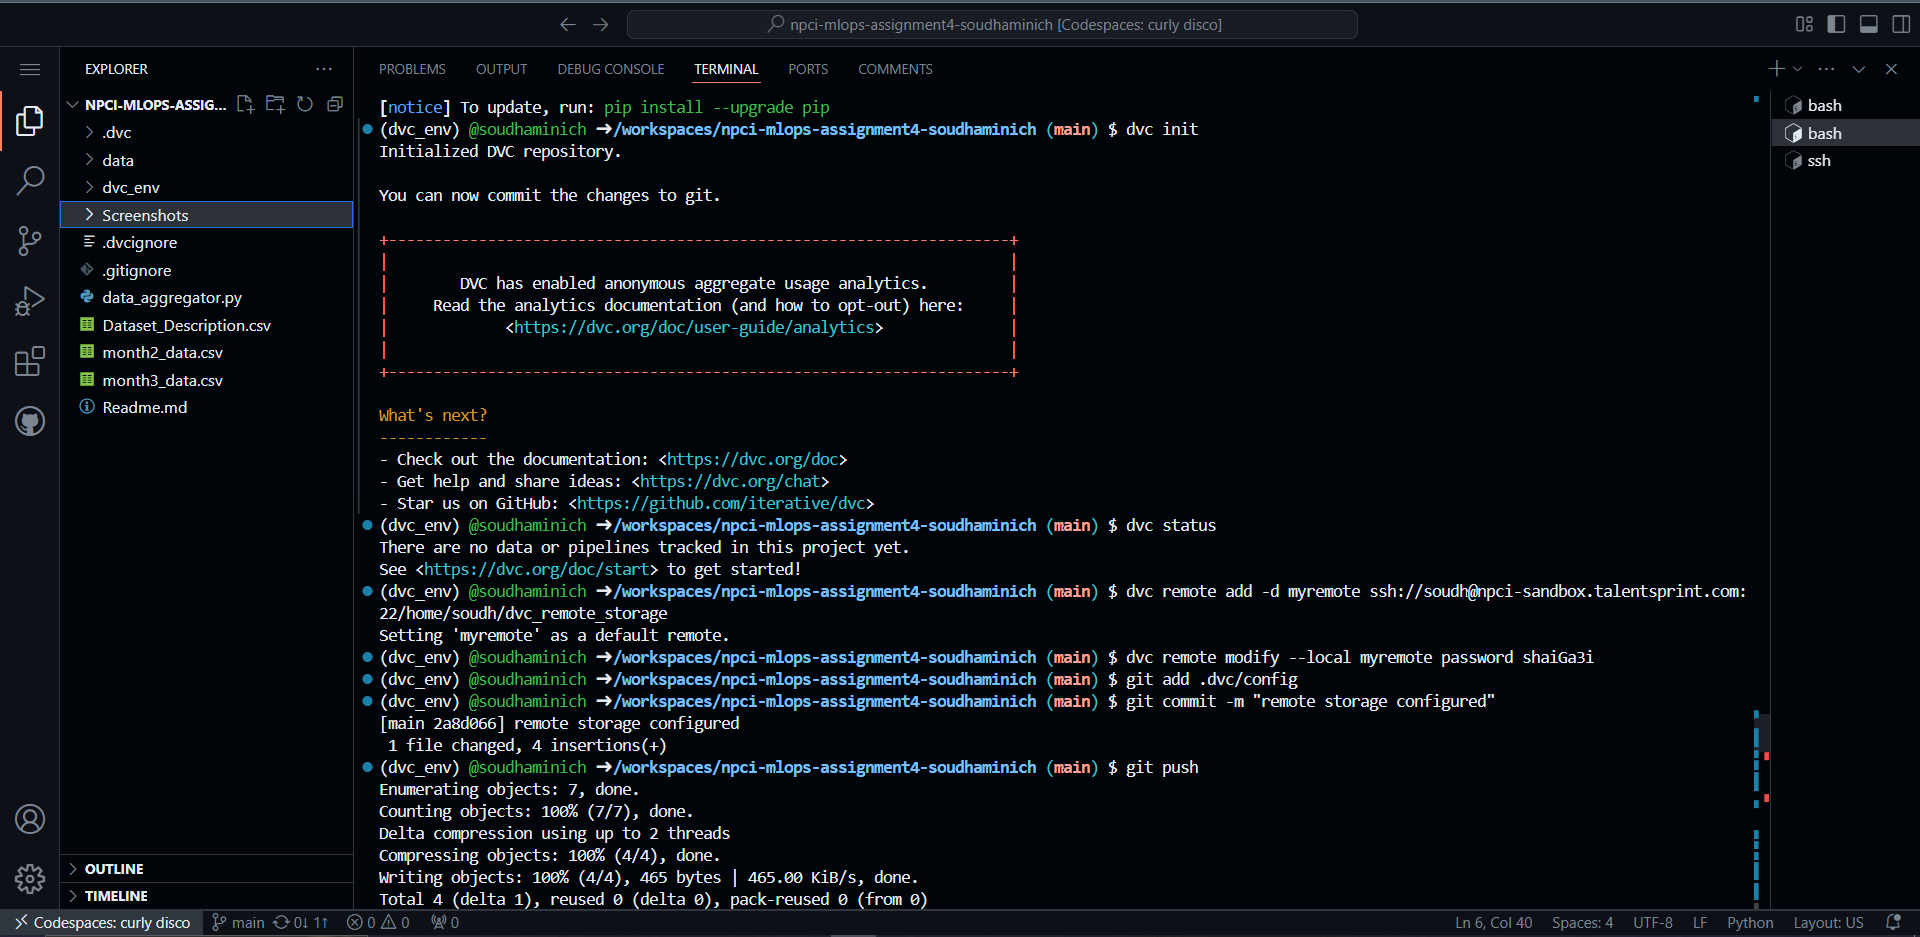 npci-mlops-assignment4-soudhaminich [Codespaces: curly disco]
EXPLORER
NPCI-MLOPS-ASSIG...
.dvc
data
dvc_env
Screenshots
.dvcignore
.gitignore
data_aggregator.py
Dataset_Description.csv
month2_data.csv
month3_data.csv
Readme.md
OUTLINE
TIMELINE
PROBLEMS OUTPUT DEBUG CONSOLE TERMINAL PORTS COMMENTS
[notice] To update, run: pip install --upgrade pip
(dvc_env) @soudhaminich ➜/workspaces/npci-mlops-assignment4-soudhaminich (main) $ dvc init
Initialized DVC repository.
You can now commit the changes to git.
+---------------------------------------------------------------------+
| |
| DVC has enabled anonymous aggregate usage analytics. |
| Read the analytics documentation (and how to opt-out) here: |
| <https://dvc.org/doc/user-guide/analytics> |
| |
+---------------------------------------------------------------------+
What's next?
------------
- Check out the documentation: <https://dvc.org/doc>
- Get help and share ideas: <https://dvc.org/chat>
- Star us on GitHub: <https://github.com/iterative/dvc>
(dvc_env) @soudhaminich ➜/workspaces/npci-mlops-assignment4-soudhaminich (main) $ dvc status
There are no data or pipelines tracked in this project yet.
See <https://dvc.org/doc/start> to get started!
(dvc_env) @soudhaminich ➜/workspaces/npci-mlops-assignment4-soudhaminich (main) $ dvc remote add -d myremote ssh://soudh@npci-sandbox.talentsprint.com:
22/home/soudh/dvc_remote_storage
Setting 'myremote' as a default remote.
(dvc_env) @soudhaminich ➜/workspaces/npci-mlops-assignment4-soudhaminich (main) $ dvc remote modify --local myremote password shaiGa3i
(dvc_env) @soudhaminich ➜/workspaces/npci-mlops-assignment4-soudhaminich (main) $ git add .dvc/config
(dvc_env) @soudhaminich ➜/workspaces/npci-mlops-assignment4-soudhaminich (main) $ git commit -m "remote storage configured"
[main 2a8d066] remote storage configured
1 file changed, 4 insertions(+)
(dvc_env) @soudhaminich ➜/workspaces/npci-mlops-assignment4-soudhaminich (main) $ git push
Enumerating objects: 7, done.
Counting objects: 100% (7/7), done.
Delta compression using up to 2 threads
Compressing objects: 100% (4/4), done.
Writing objects: 100% (4/4), 465 bytes | 465.00 KiB/s, done.
Total 4 (delta 1), reused 0 (delta 0), pack-reused 0 (from 0)
bash
bash
ssh
Codespaces: curly disco main 0↓ 1↑ 0 0 0 Ln 6, Col 40 Spaces: 4 UTF-8 LF Python Layout: US